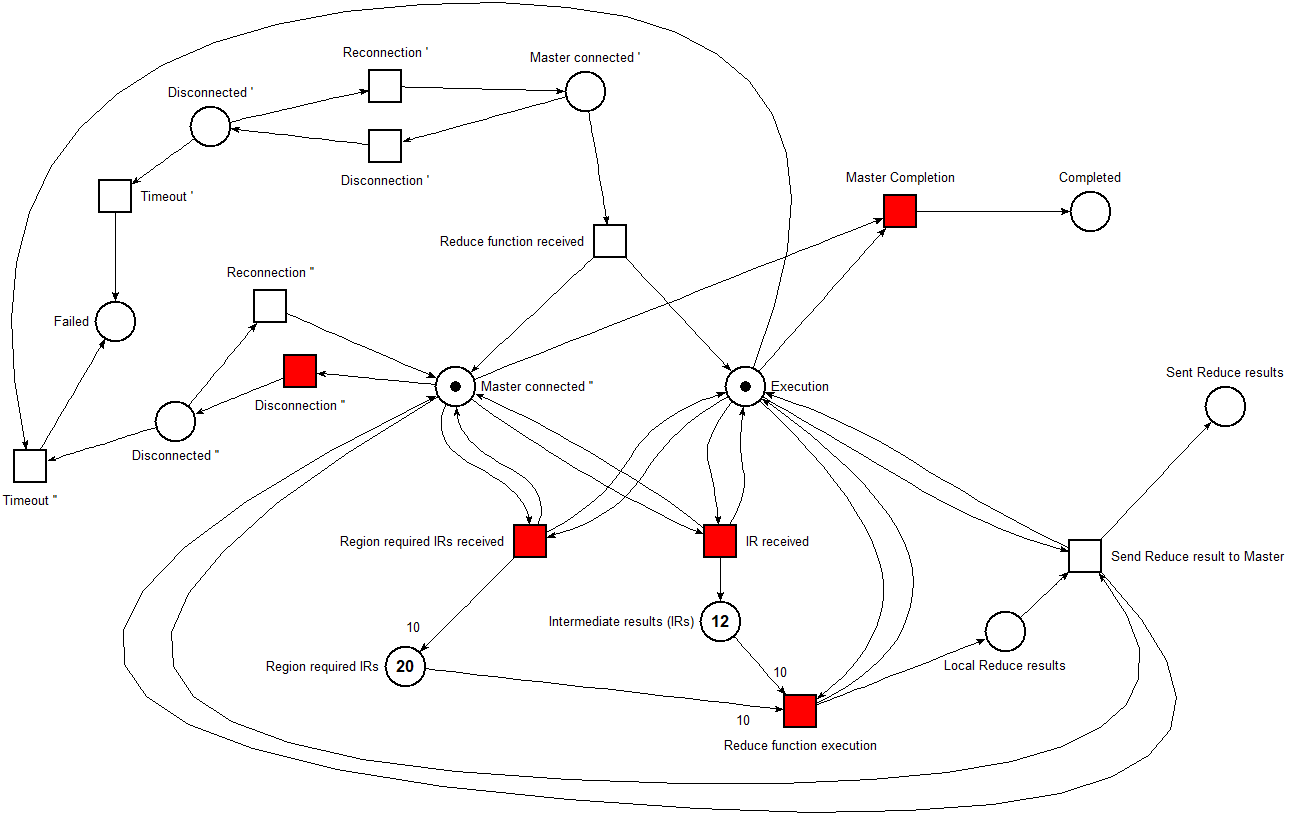 Reconnection '
Master connected '
Disconnected '
Disconnection '
Timeout '
Master Completion
Completed
Reduce function received
Reconnection "
Failed
Master connected "
Execution
Sent Reduce results
Disconnection "
Disconnected "
Timeout "
Region required IRs received
IR received
Send Reduce result to Master
Intermediate results (IRs)
12
10
Region required IRs
20
10
Local Reduce results
10
Reduce function execution